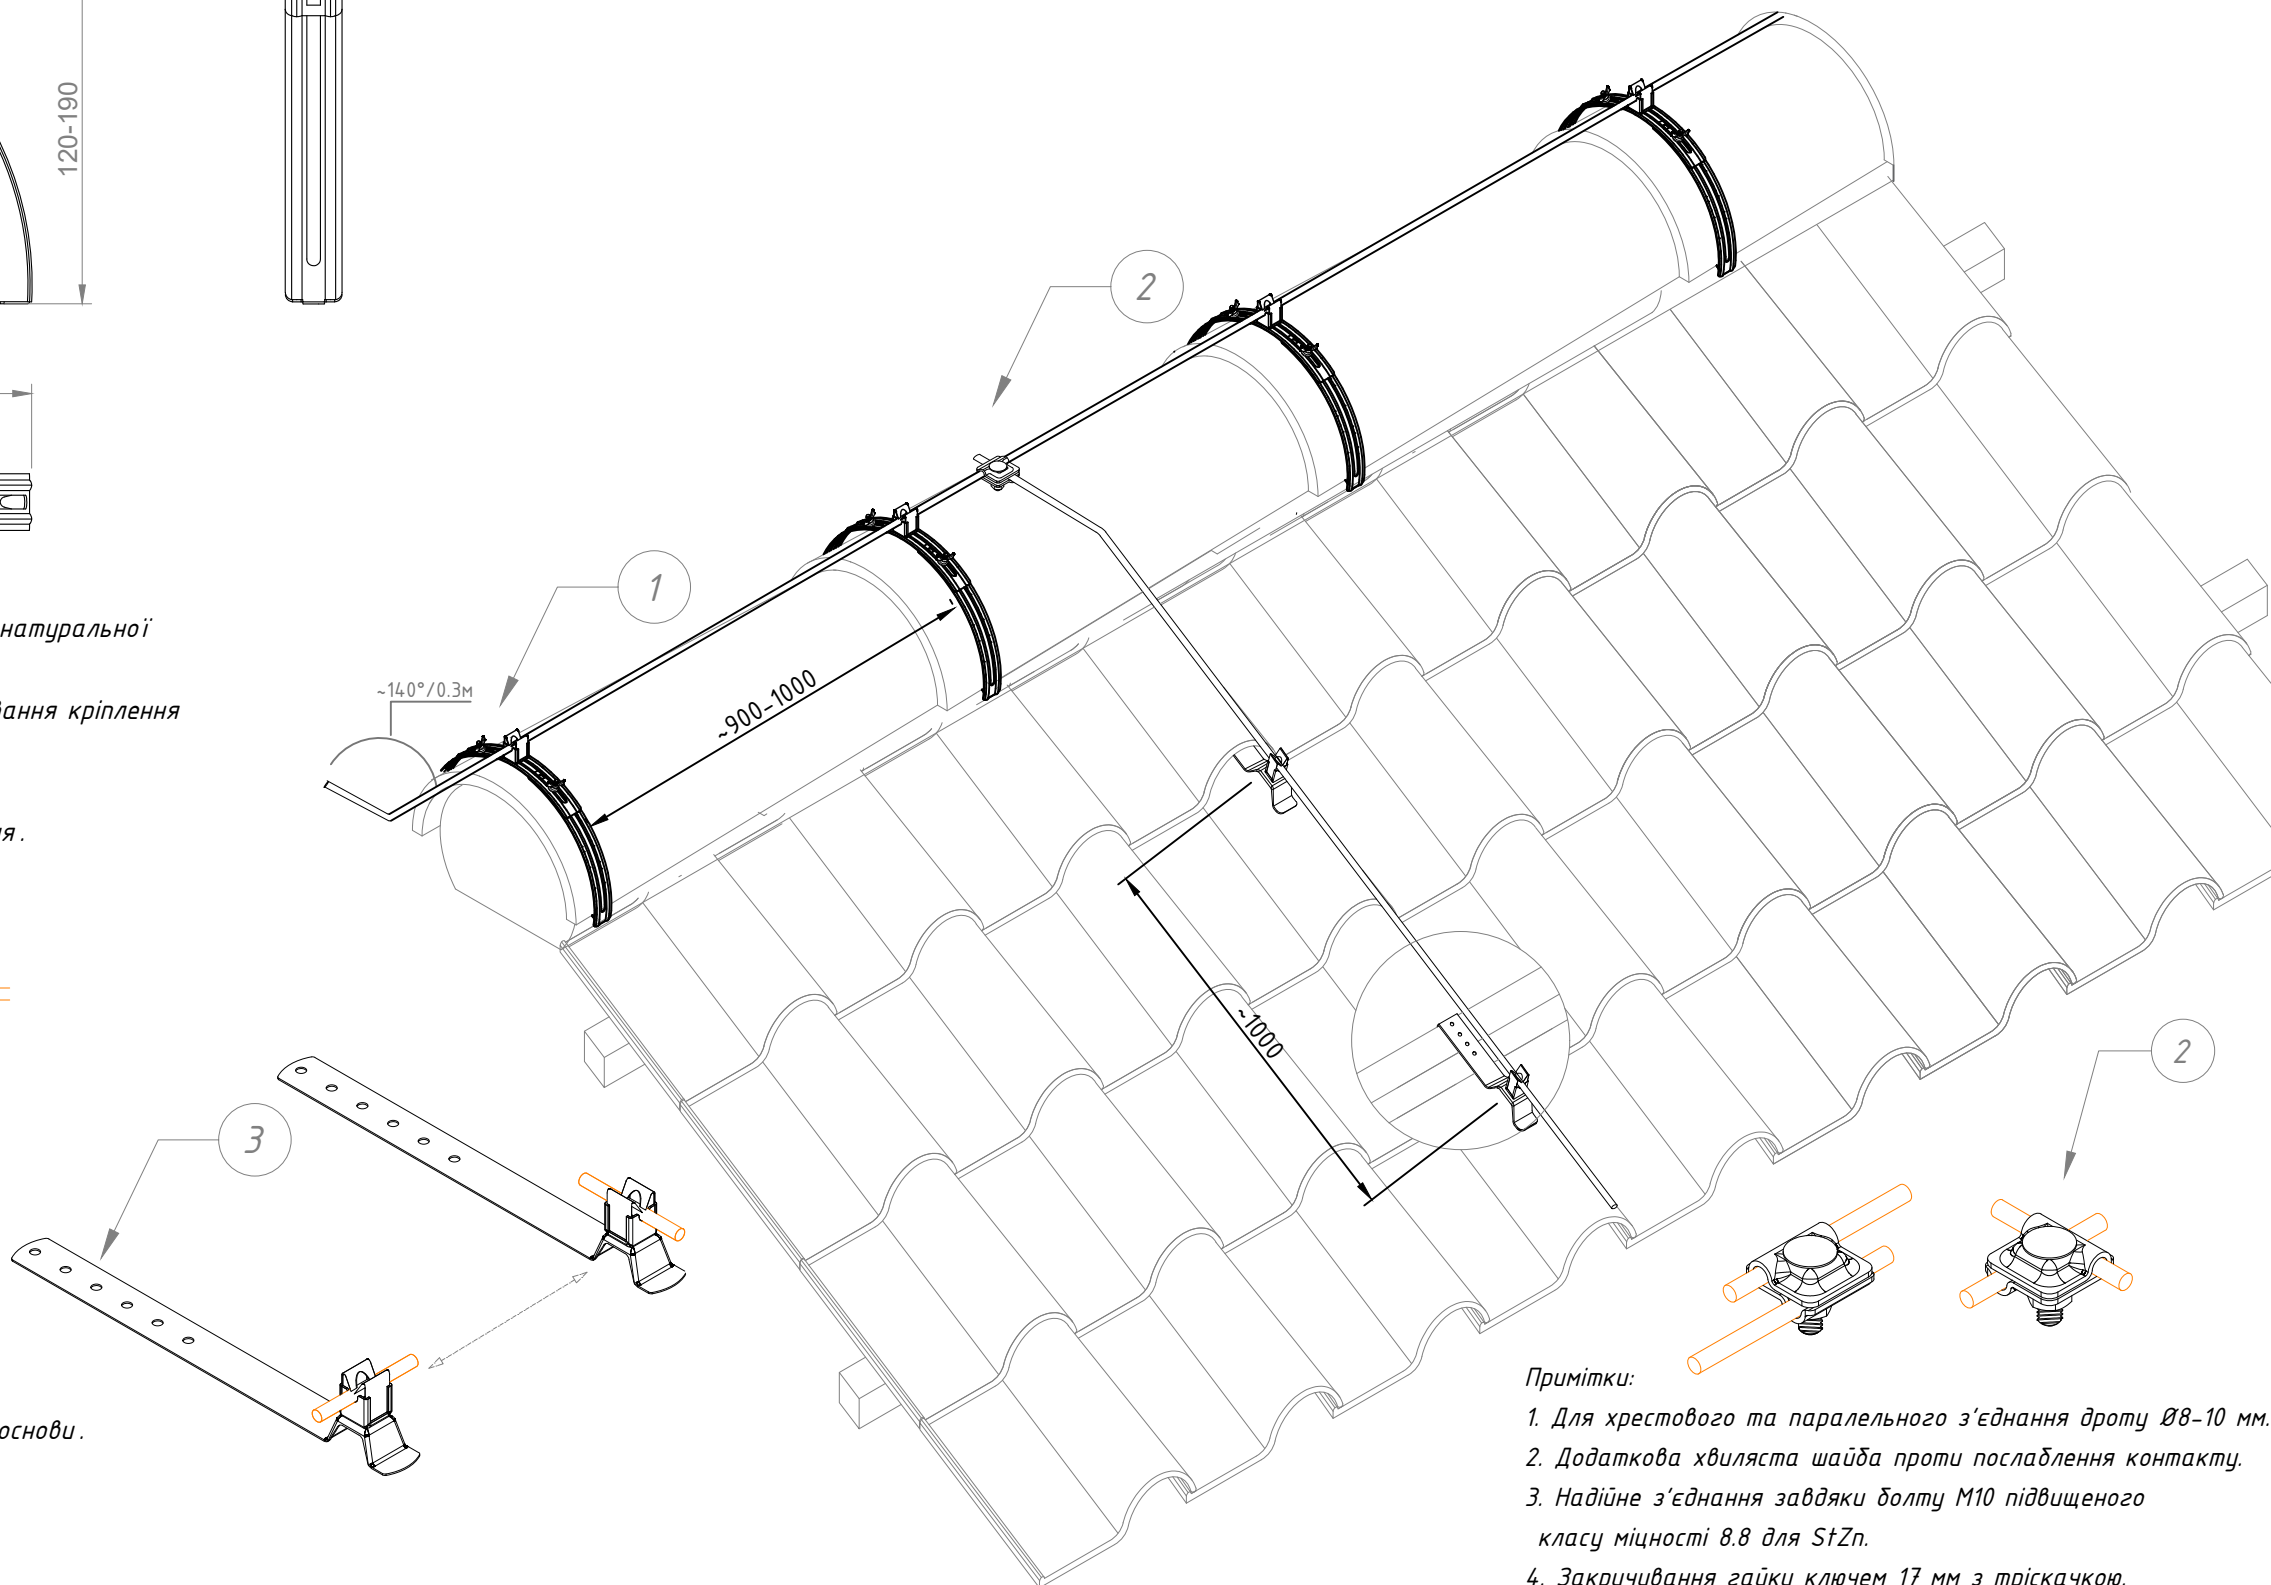 120-190
2
1
натуральної
~140°/0.3м
вання кріплення
~900-1000
ня.
~1000
2
3
основи.
Примітки:
1. Для хрестового та паралельного з'єднання дроту Ø8-10 мм.
2. Додаткова хвиляста шайба проти послаблення контакту.
3. Надійне з'єднання завдяки болту М10 підвищеного
класу міцності 8.8 для StZn.
4. Закручування гайки ключем 17 мм з тріскачкою.